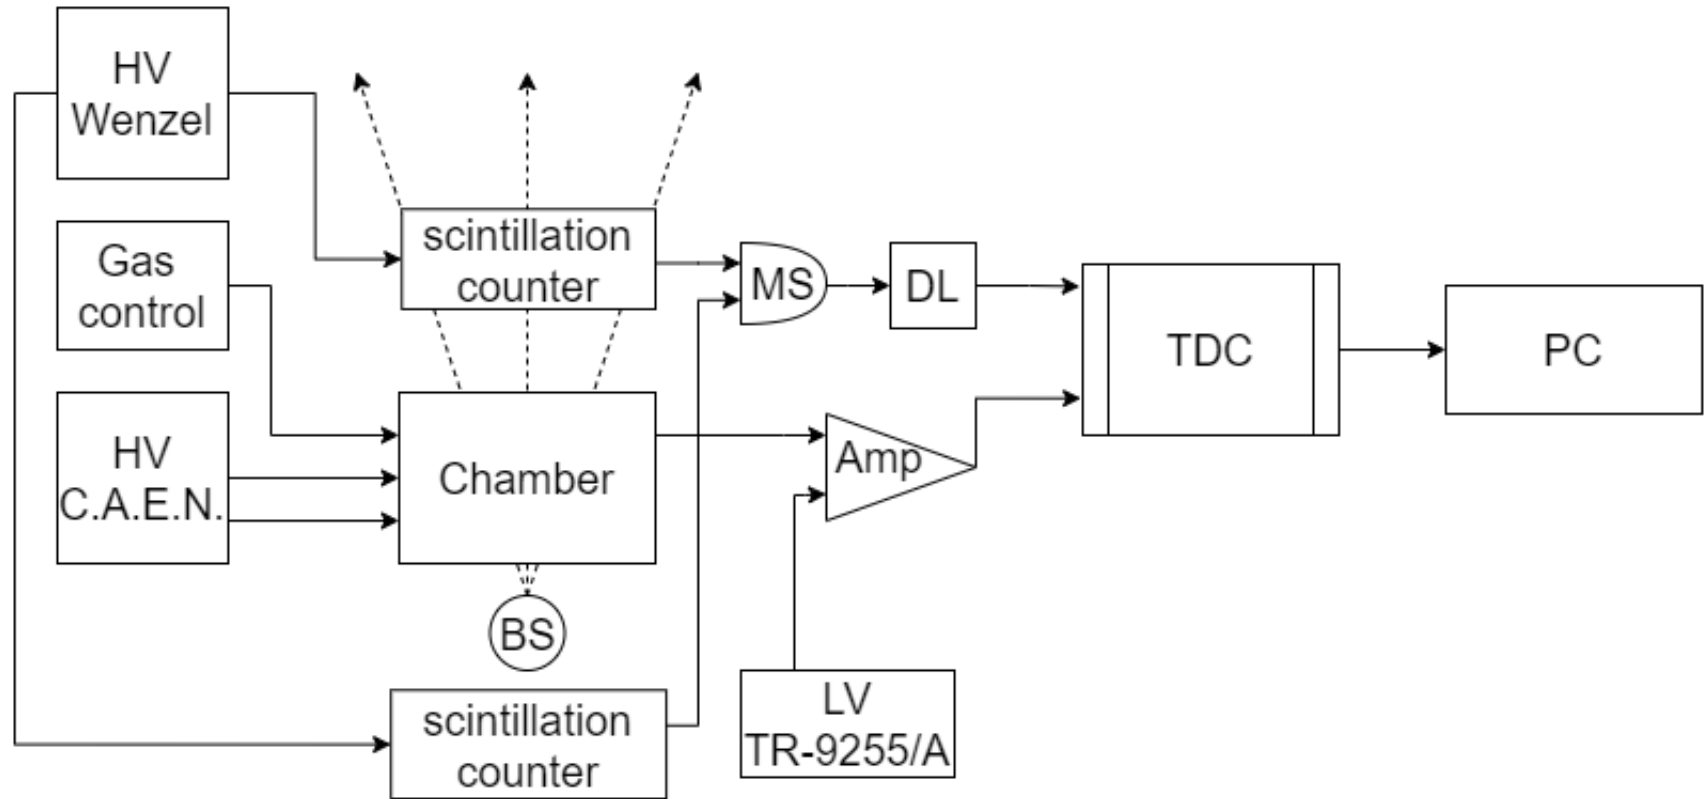 HV
Wenzel
Gas
control
HV
C.A.E.N.
scintillation
counter
Chamber
BS
scintillation
counter
MS
DL
Amp
LV
TR-9255/A
TDC
PC